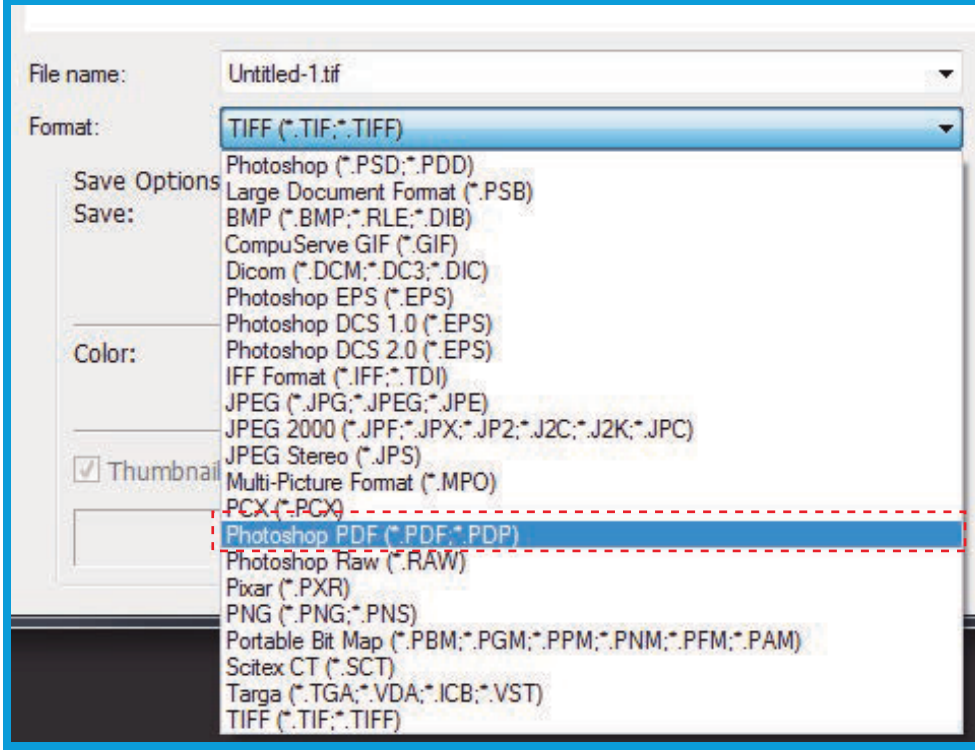 File name: Untitled-1.tif
Format: TIFF (*.TIF;*.TIFF)
Save Options
Save:
Color:
Thumbnail
Photoshop (*.PSD;*.PDD)
Large Document Format (*.PSB)
BMP (*.BMP;*.RLE;*.DIB)
CompuServe GIF (*.GIF)
Dicom (*.DCM;*.DC3;*.DIC)
Photoshop EPS (*.EPS)
Photoshop DCS 1.0 (*.EPS)
Photoshop DCS 2.0 (*.EPS)
IFF Format (*.IFF;*.TDI)
JPEG (*.JPG;*.JPEG;*.JPE)
JPEG 2000 (*.JPF;*.JPX;*.JP2;*.J2C;*.J2K;*.JPC)
JPEG Stereo (*.JPS)
Multi-Picture Format (*.MPO)
PCX (*.PCX)
Photoshop PDF (*.PDF;*.PDP)
Photoshop Raw (*.RAW)
Pixar (*.PXR)
PNG (*.PNG;*.PNS)
Portable Bit Map (*.PBM;*.PGM;*.PPM;*.PNM;*.PFM;*.PAM)
Scitex CT (*.SCT)
Targa (*.TGA;*.VDA;*.ICB;*.VST)
TIFF (*.TIF;*.TIFF)